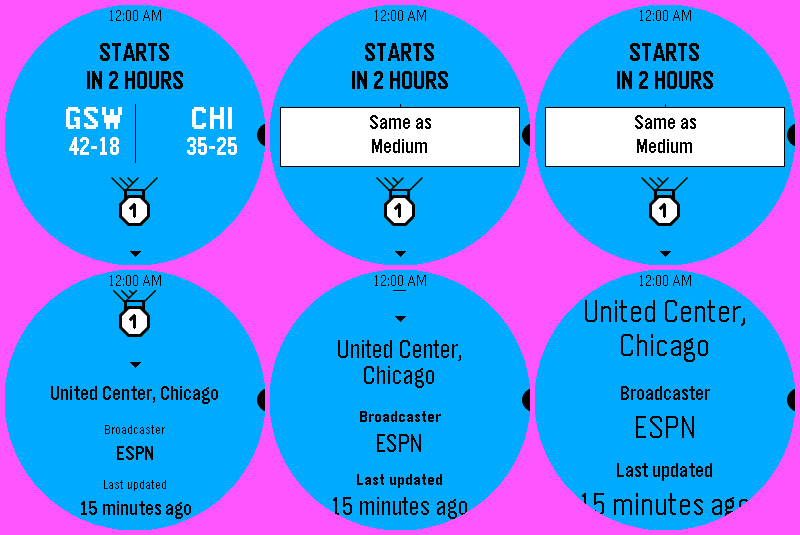 12:00 AM
STARTS
IN 2 HOURS
GSW CHI
42-18 35-25
1
12:00 AM
STARTS
IN 2 HOURS
Same as
Medium
1
12:00 AM
STARTS
IN 2 HOURS
Same as
Medium
1
12:00 AM
1
United Center, Chicago
Broadcaster
ESPN
Last updated
15 minutes ago
12:00 AM
United Center,
Chicago
Broadcaster
ESPN
Last updated
15 minutes ago
12:00 AM
United Center,
Chicago
Broadcaster
ESPN
Last updated
15 minutes ago